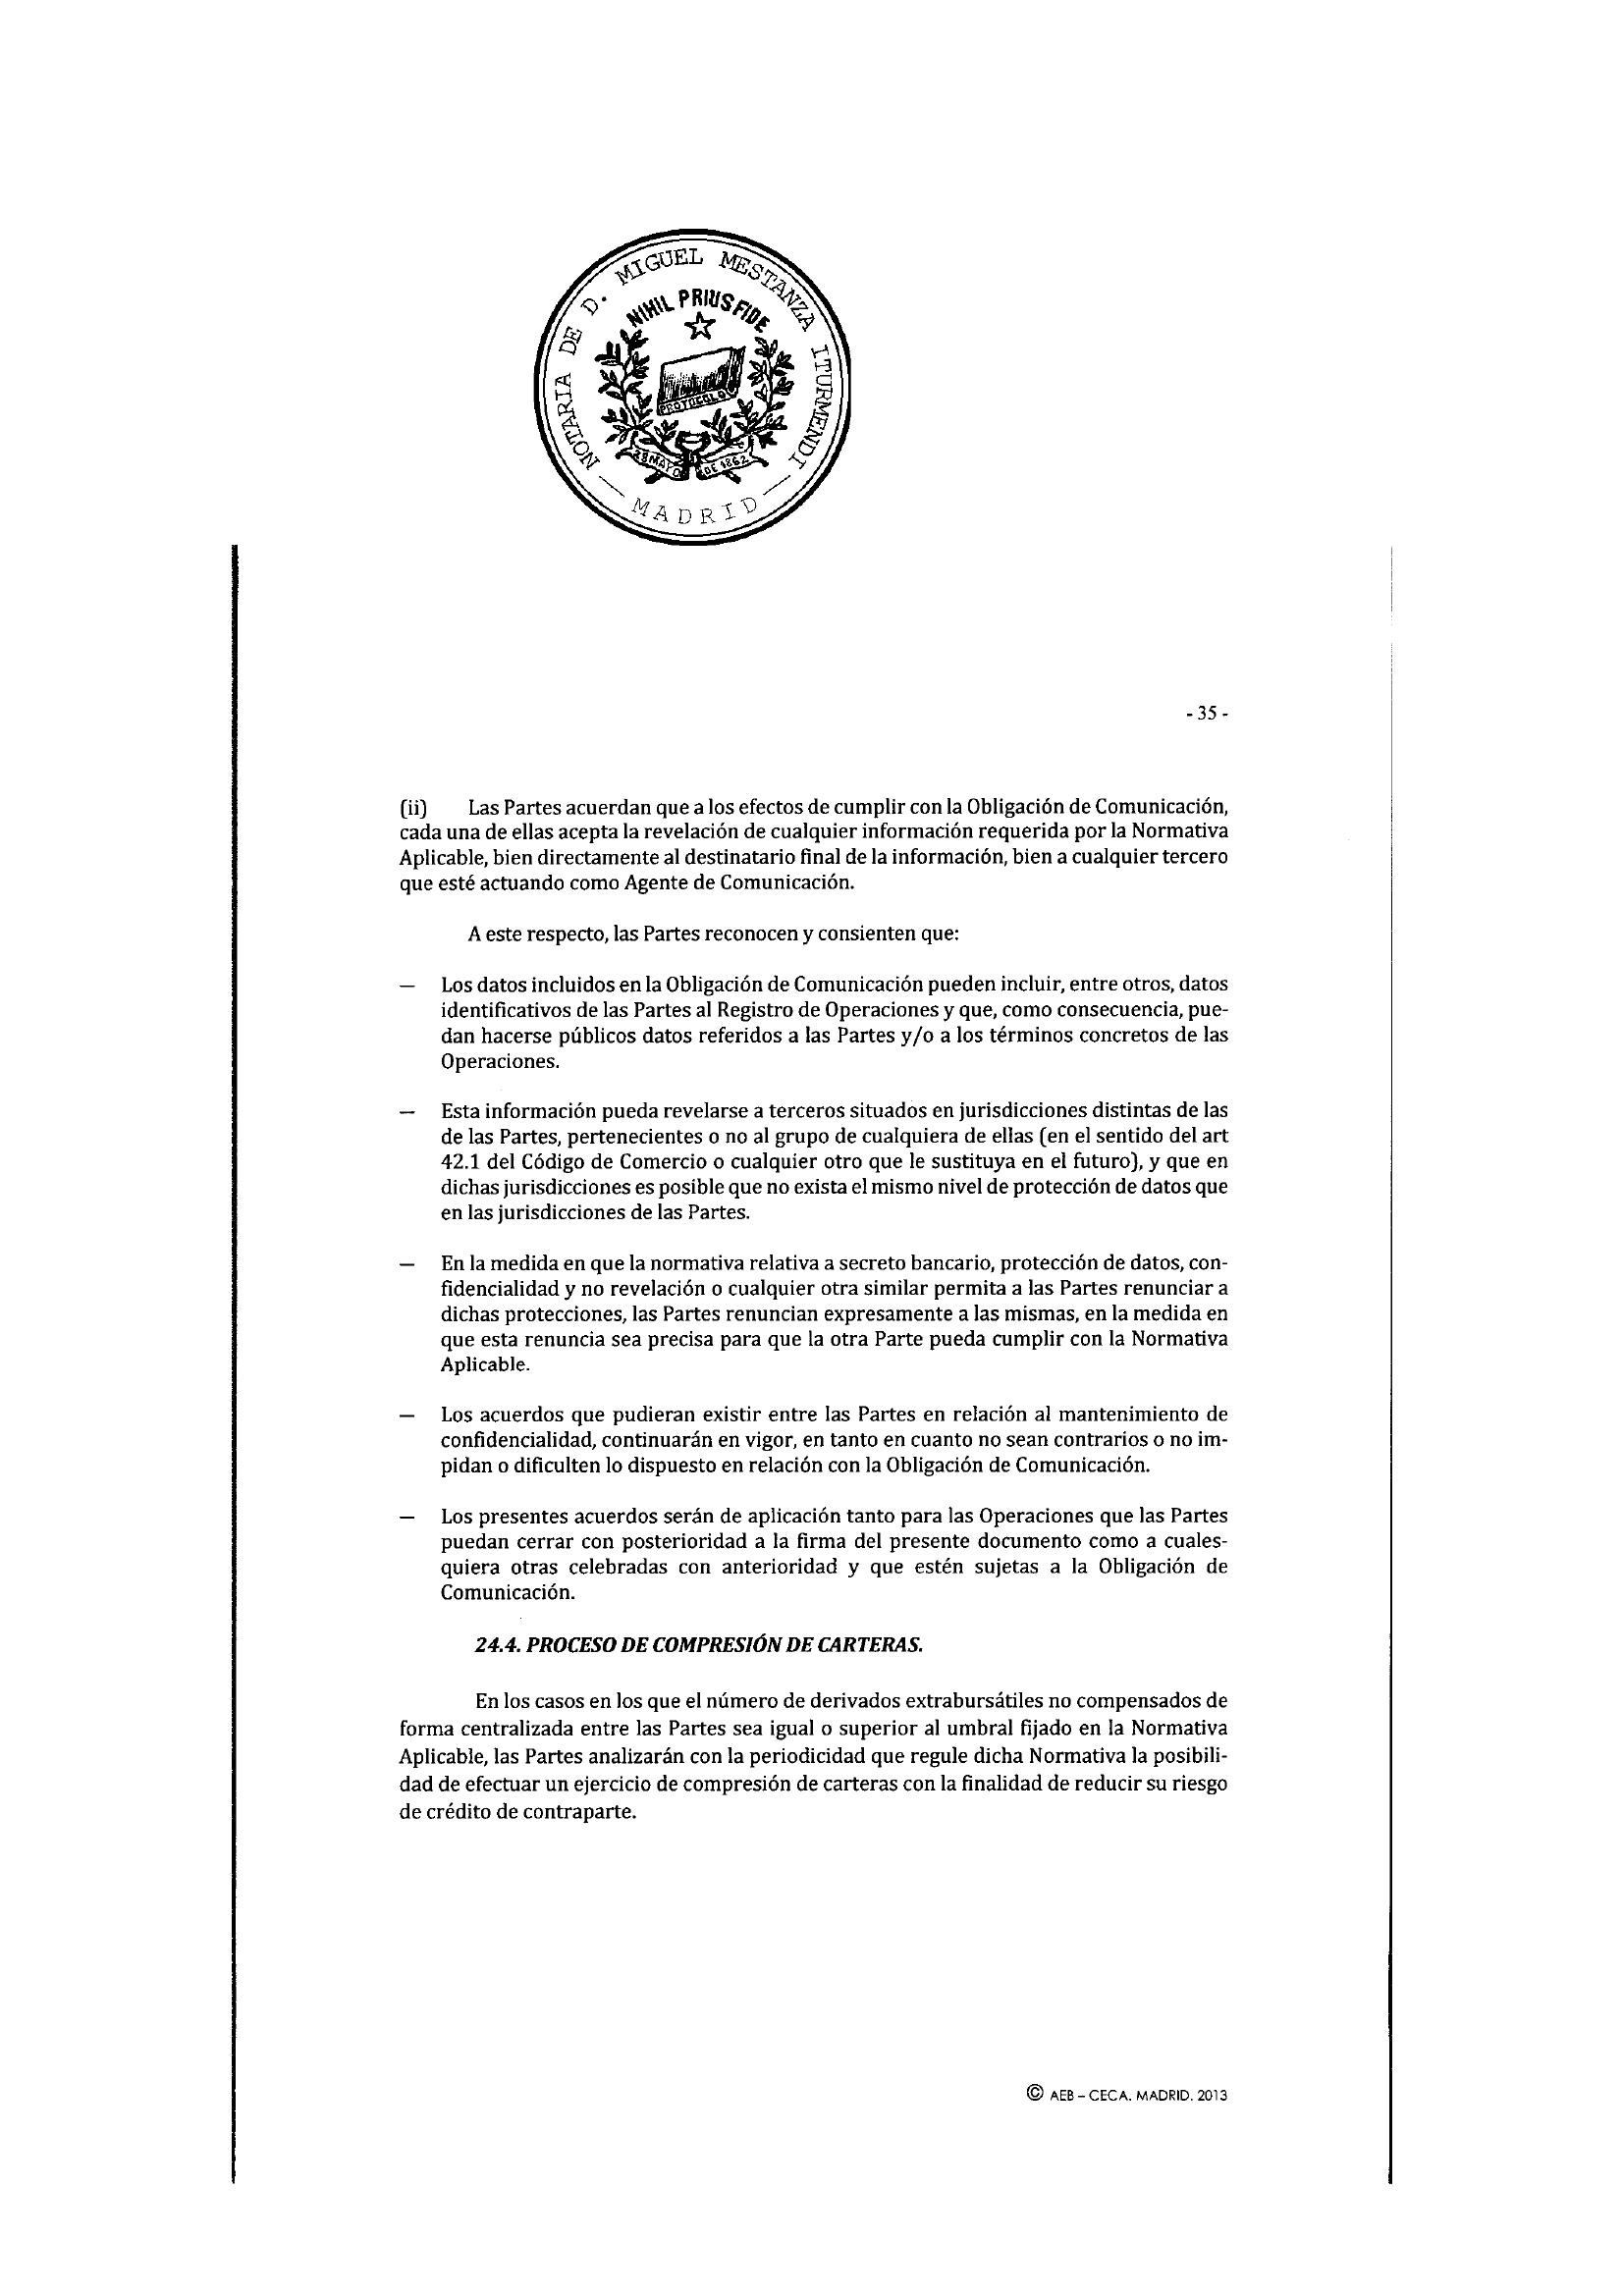 NOTARIA DE D. MIGUEL MESTANZA ITURMENDI
NIHIL PRIUS FIDE
PROTOCOLO
28 MAYO DE 1862
— MADRID —
- 35 -
(ii) Las Partes acuerdan que a los efectos de cumplir con la Obligación de Comunicación,
cada una de ellas acepta la revelación de cualquier información requerida por la Normativa
Aplicable, bien directamente al destinatario final de la información, bien a cualquier tercero
que esté actuando como Agente de Comunicación.
A este respecto, las Partes reconocen y consienten que:
— Los datos incluidos en la Obligación de Comunicación pueden incluir, entre otros, datos
identificativos de las Partes al Registro de Operaciones y que, como consecuencia, pue-
dan hacerse públicos datos referidos a las Partes y/o a los términos concretos de las
Operaciones.
— Esta información pueda revelarse a terceros situados en jurisdicciones distintas de las
de las Partes, pertenecientes o no al grupo de cualquiera de ellas (en el sentido del art
42.1 del Código de Comercio o cualquier otro que le sustituya en el futuro), y que en
dichas jurisdicciones es posible que no exista el mismo nivel de protección de datos que
en las jurisdicciones de las Partes.
— En la medida en que la normativa relativa a secreto bancario, protección de datos, con-
fidencialidad y no revelación o cualquier otra similar permita a las Partes renunciar a
dichas protecciones, las Partes renuncian expresamente a las mismas, en la medida en
que esta renuncia sea precisa para que la otra Parte pueda cumplir con la Normativa
Aplicable.
— Los acuerdos que pudieran existir entre las Partes en relación al mantenimiento de
confidencialidad, continuarán en vigor, en tanto en cuanto no sean contrarios o no im-
pidan o dificulten lo dispuesto en relación con la Obligación de Comunicación.
— Los presentes acuerdos serán de aplicación tanto para las Operaciones que las Partes
puedan cerrar con posterioridad a la firma del presente documento como a cuales-
quiera otras celebradas con anterioridad y que estén sujetas a la Obligación de
Comunicación.
24.4. PROCESO DE COMPRESIÓN DE CARTERAS.
En los casos en los que el número de derivados extrabursátiles no compensados de
forma centralizada entre las Partes sea igual o superior al umbral fijado en la Normativa
Aplicable, las Partes analizarán con la periodicidad que regule dicha Normativa la posibili-
dad de efectuar un ejercicio de compresión de carteras con la finalidad de reducir su riesgo
de crédito de contraparte.
© AEB – CECA. MADRID. 2013